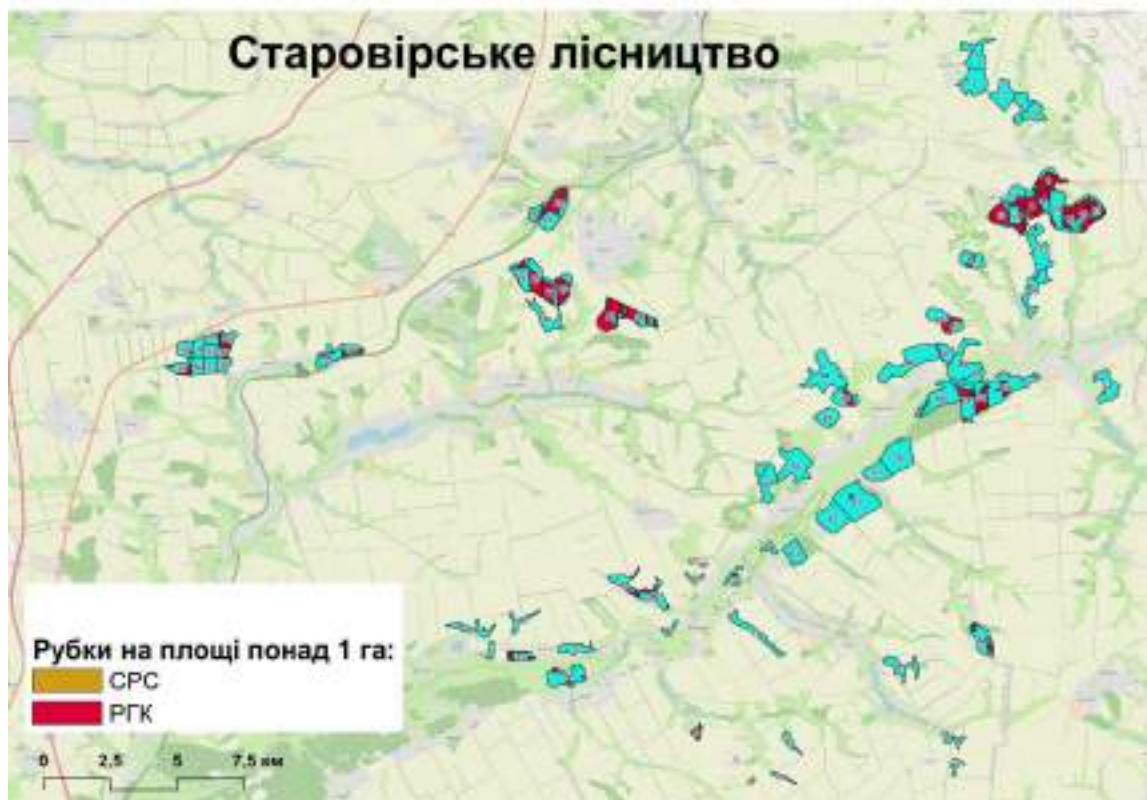 Старовірське лісництво
Рубки на площі понад 1 га:
СРС
РГК
0 2,5 5 7,5 км